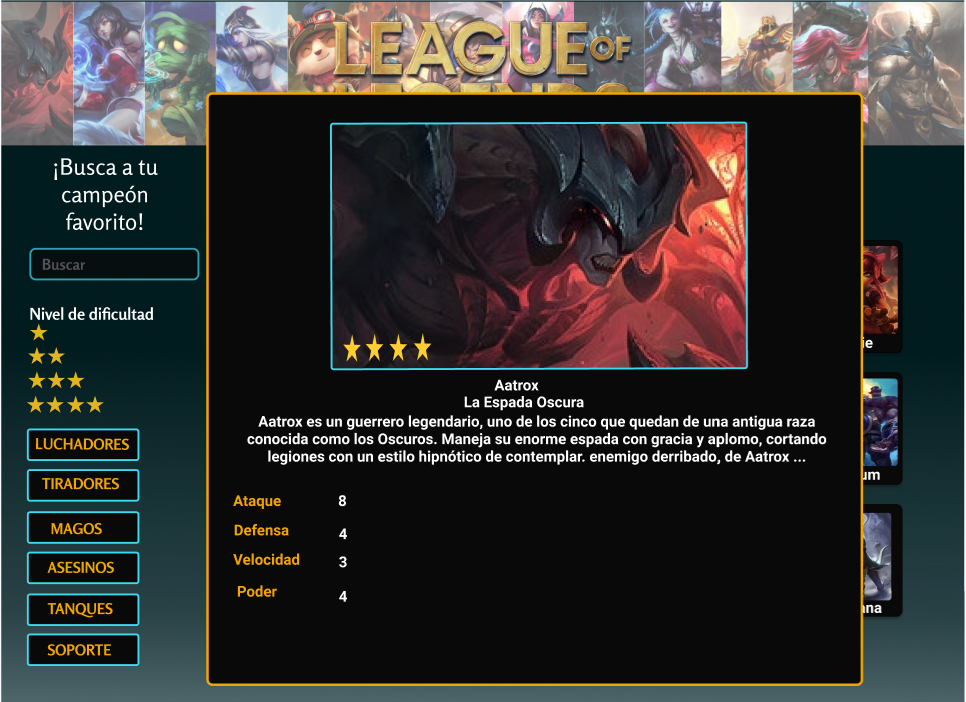 LEAGUE OF
LEGENDS
¡Busca a tu
campeón
favorito!
Buscar
Nivel de dificultad
LUCHADORES
TIRADORES
MAGOS
ASESINOS
TANQUES
SOPORTE
Aatrox
La Espada Oscura
Aatrox es un guerrero legendario, uno de los cinco que quedan de una antigua raza
conocida como los Oscuros. Maneja su enorme espada con gracia y aplomo, cortando
legiones con un estilo hipnótico de contemplar. enemigo derribado, de Aatrox ...
Ataque 8
Defensa 4
Velocidad 3
Poder 4
ie
um
ana